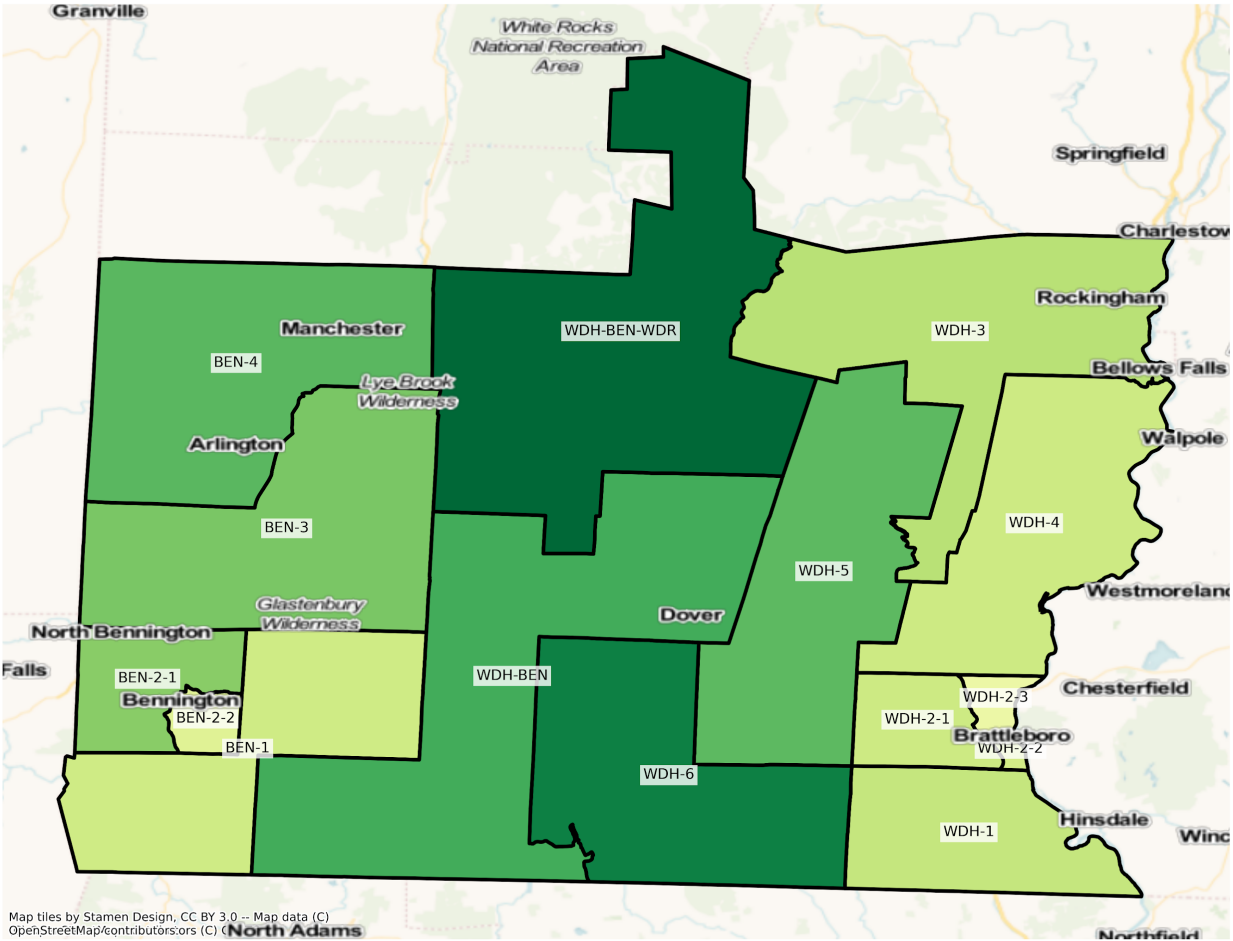 Granville
White Rocks
National Recreation
Area
Springfield
Charlestow
Rockingham
Manchester
WDH-BEN-WDR
WDH-3
BEN-4
Bellows Falls
Lye Brook
Wilderness
Arlington
Walpole
BEN-3
WDH-4
WDH-5
Westmoreland
Glastenbury
Wilderness
Dover
North Bennington
Falls
BEN-2-1
WDH-BEN
Chesterfield
Bennington
WDH-2-3
BEN-2-2
WDH-2-1
Brattleboro
BEN-1
WDH-2-2
WDH-6
Hinsdale
WDH-1
Winc
Map tiles by Stamen Design, CC BY 3.0 -- Map data (C)
OpenStreetMap contributors
North Adams
Northfield